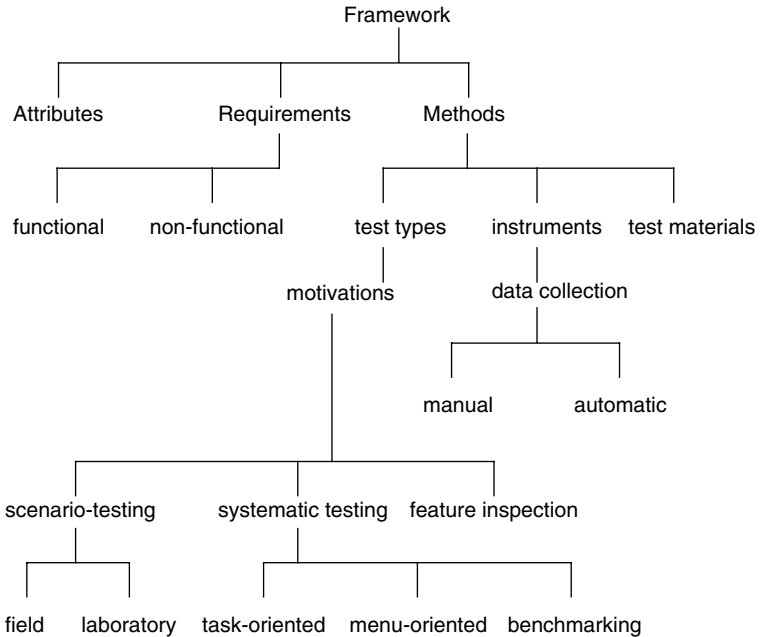 Framework
Attributes Requirements Methods
functional non-functional test types instruments test materials
motivations data collection
manual automatic
scenario-testing systematic testing feature inspection
field laboratory task-oriented menu-oriented benchmarking